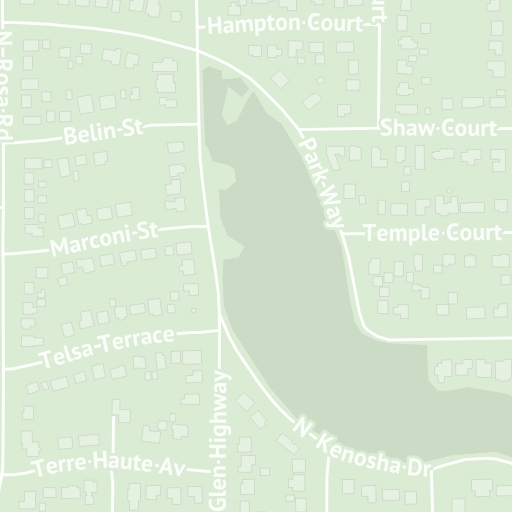 Hampton Court
rt
N-Rosa Rd
Belin-St
Shaw Court
Park-Way
Marconi-St
Temple Court
Telsa-Terrace
Glen-Highway
N-Kenosha Dr
Terre Haute Av